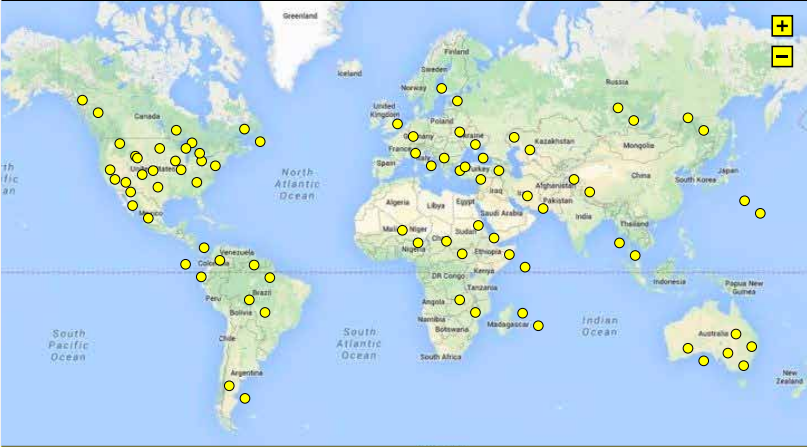 +
Greenland
−
Iceland
Finland
Sweden
Norway
Russia
Canada
United
Kingdom
Poland
Germany
Ukraine
Kazakhstan
Mongolia
France
Italy
Spain
Turkey
United States
North
Atlantic
Ocean
Japan
South Korea
China
Afghanistan
Iraq
Iran
Pakistan
Algeria
Libya
Egypt
Saudi Arabia
India
Mexico
Mali
Niger
Chad
Sudan
Thailand
Nigeria
Ethiopia
Venezuela
Colombia
Kenya
DR Congo
Indonesia
Papua New
Guinea
Tanzania
Brazil
Peru
Angola
Bolivia
Namibia
Madagascar
Botswana
Indian
Ocean
South
Pacific
Ocean
South
Atlantic
Ocean
Chile
Australia
South Africa
Argentina
New
Zealand